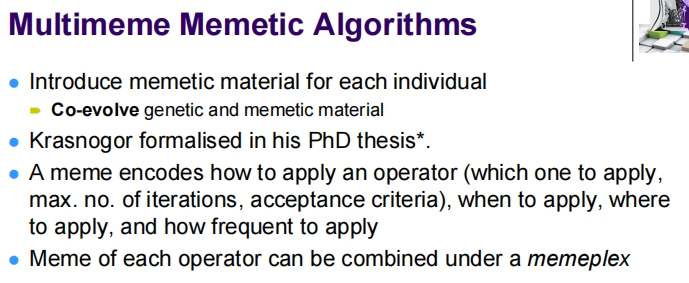 Multimeme Memetic Algorithms
Introduce memetic material for each individual
Co-evolve genetic and memetic material
Krasnogor formalised in his PhD thesis*.
A meme encodes how to apply an operator (which one to apply,
max. no. of iterations, acceptance criteria), when to apply, where
to apply, and how frequent to apply
Meme of each operator can be combined under a memeplex